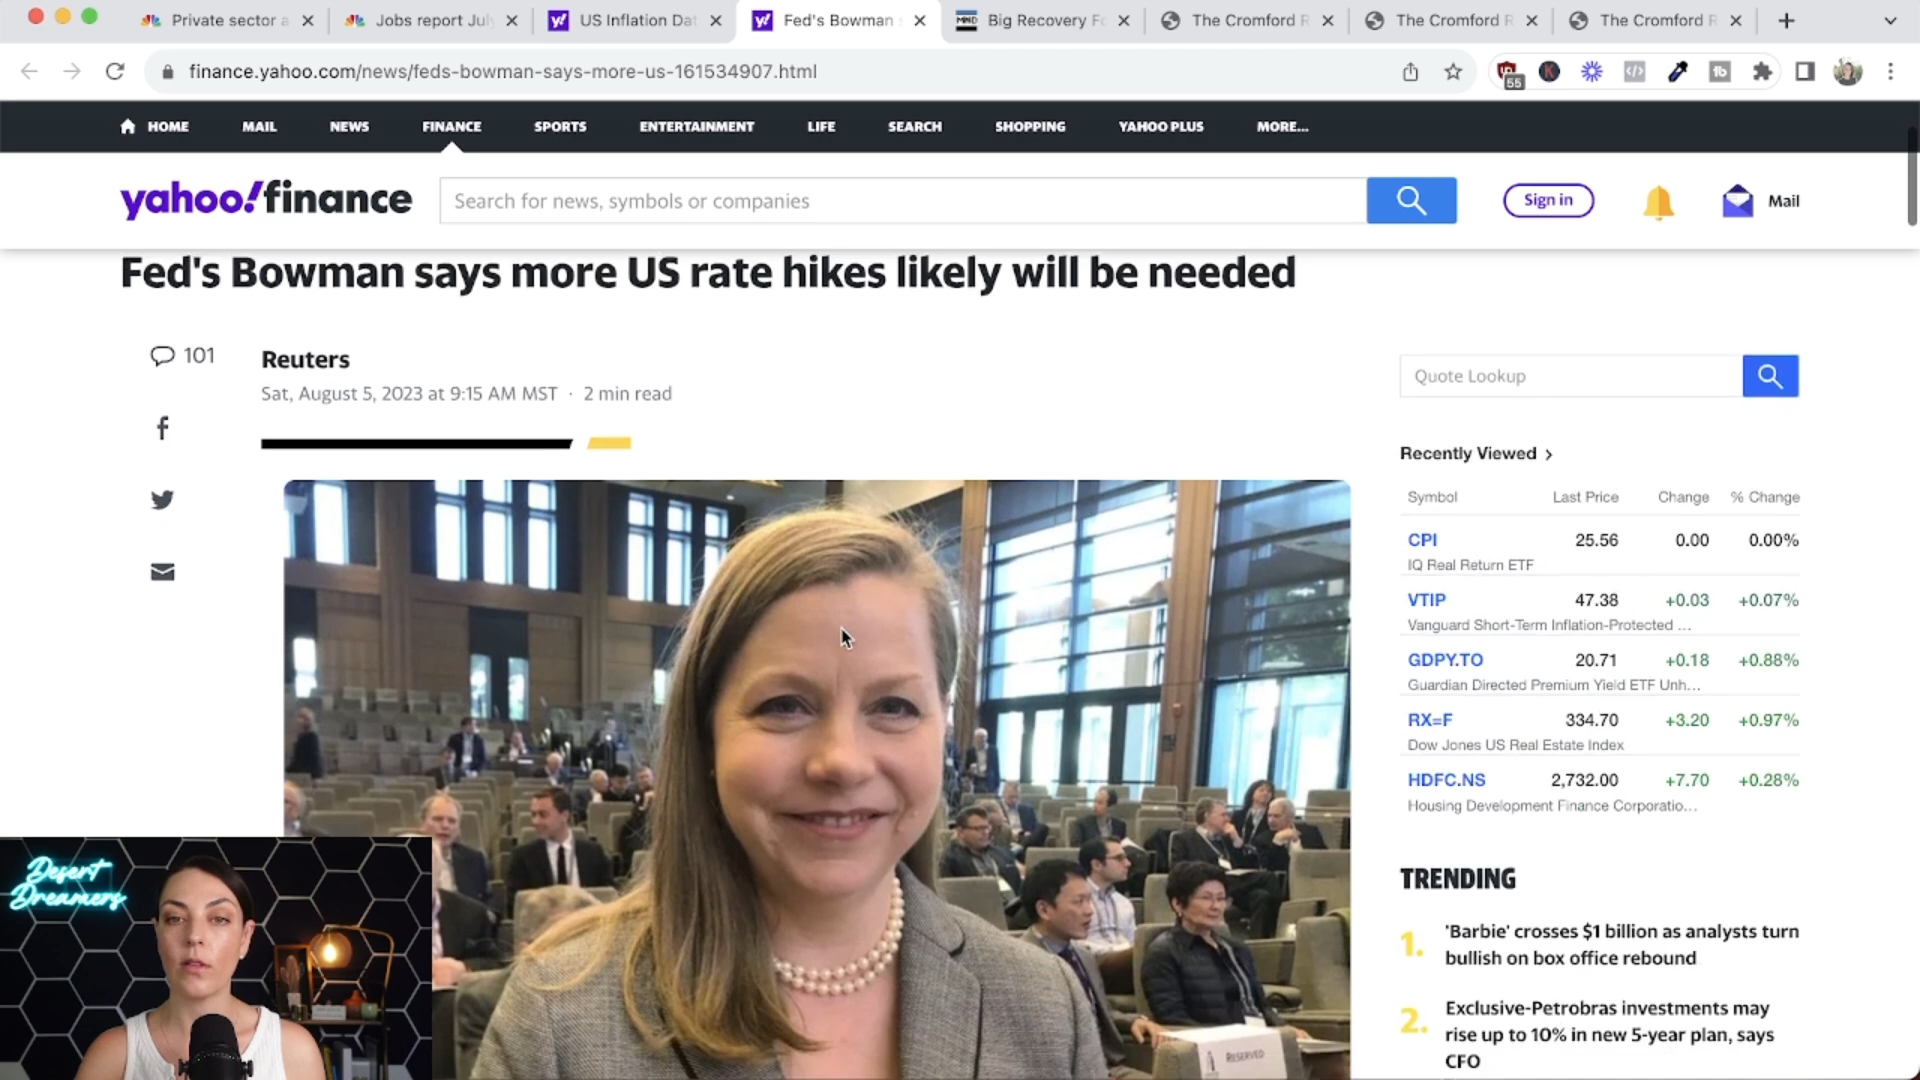 Private sector a
Jobs report July
US Inflation Dat
Fed's Bowman s
Big Recovery Fo
The Cromford R
The Cromford R
The Cromford R
finance.yahoo.com/news/feds-bowman-says-more-us-161534907.html
55
HOME MAIL NEWS FINANCE SPORTS ENTERTAINMENT LIFE SEARCH SHOPPING YAHOO PLUS MORE...
yahoo!finance
Search for news, symbols or companies
Sign in
Mail
Fed's Bowman says more US rate hikes likely will be needed
101
Reuters
Sat, August 5, 2023 at 9:15 AM MST · 2 min read
Quote Lookup
Recently Viewed >
Symbol Last Price Change % Change
CPI 25.56 0.00 0.00%
IQ Real Return ETF
VTIP 47.38 +0.03 +0.07%
Vanguard Short-Term Inflation-Protected ...
GDPY.TO 20.71 +0.18 +0.88%
Guardian Directed Premium Yield ETF Unh...
RX=F 334.70 +3.20 +0.97%
Dow Jones US Real Estate Index
HDFC.NS 2,732.00 +7.70 +0.28%
Housing Development Finance Corporatio...
TRENDING
1. 'Barbie' crosses $1 billion as analysts turn
bullish on box office rebound
2. Exclusive-Petrobras investments may
rise up to 10% in new 5-year plan, says
CFO
RESERVED
Desert
Dreamers